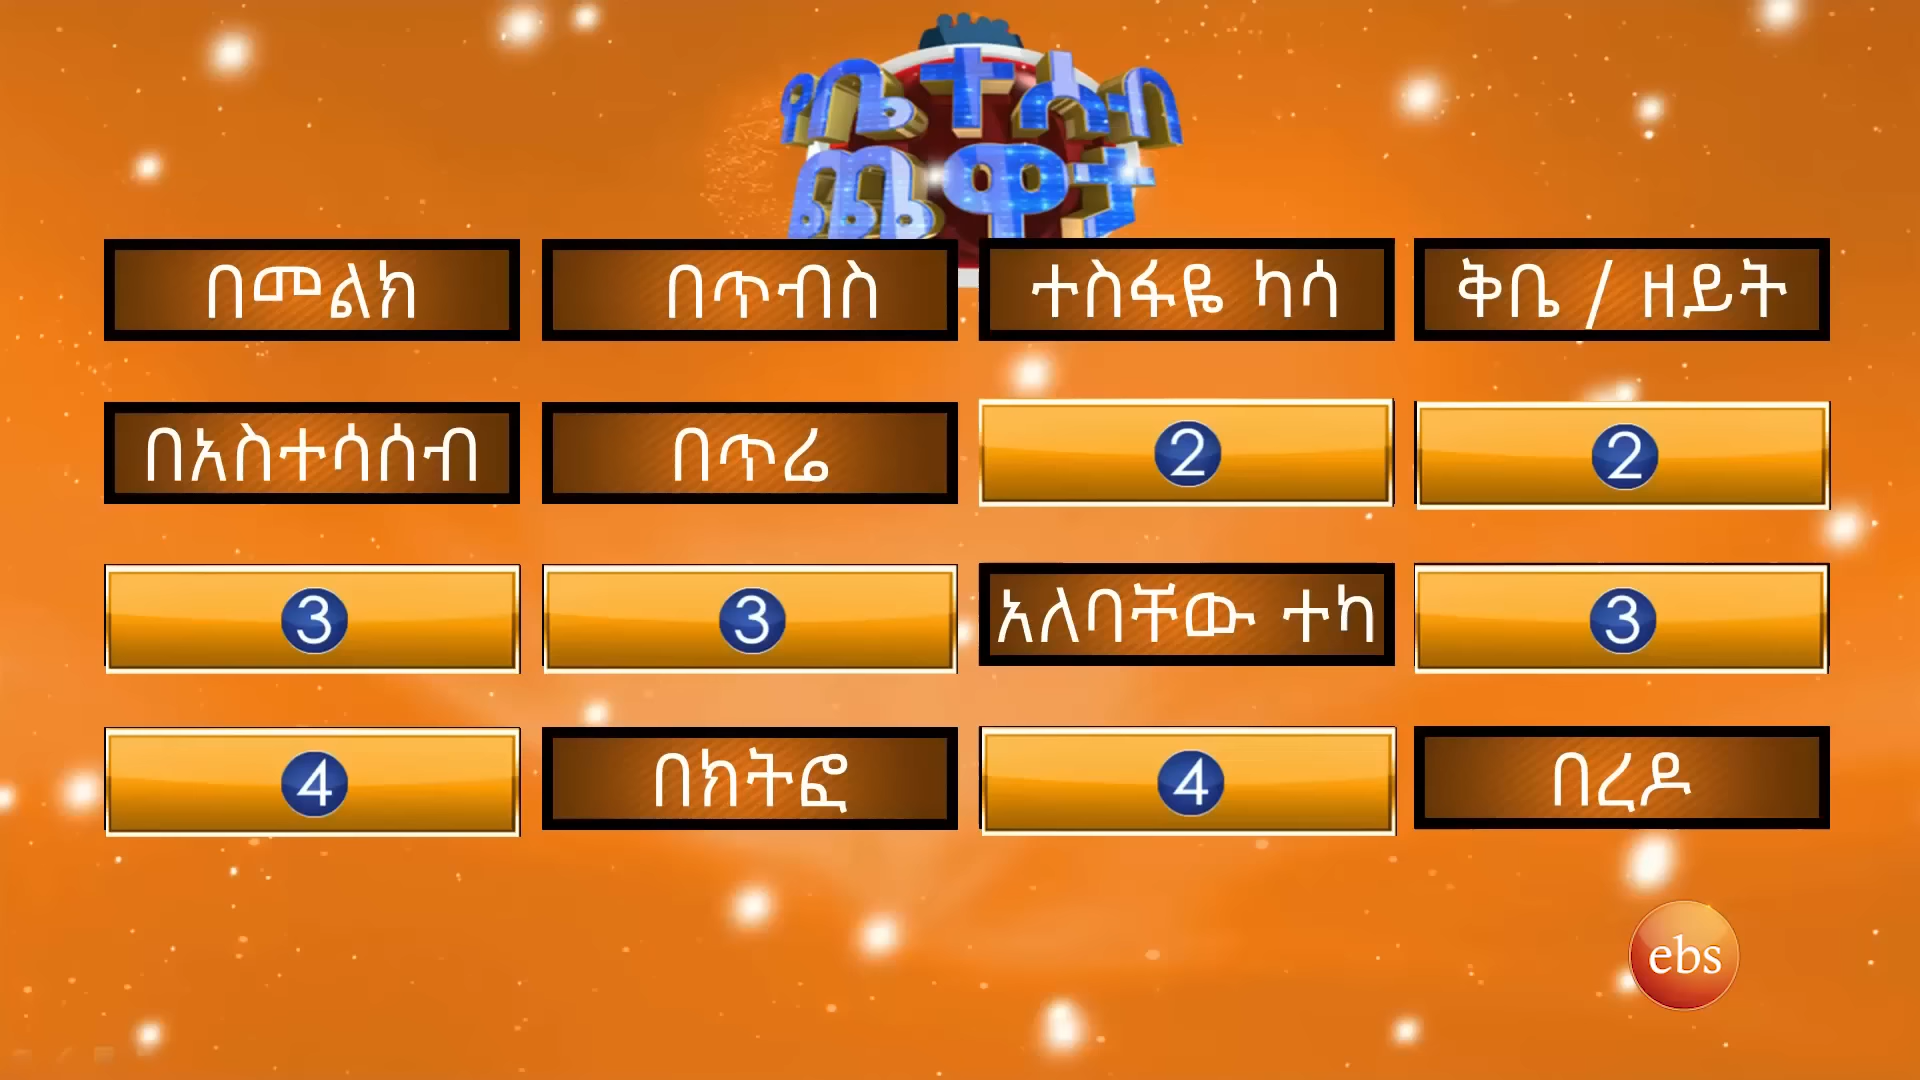 የቤተሰብ
ጨዋታ
በመልክ
በጥብስ
ተስፋዬ ካሳ
ቅቤ / ዘይት
በአስተሳሰብ
በጥሬ
2
2
3
3
አለባቸው ተካ
3
4
በክትፎ
4
በረዶ
ebs